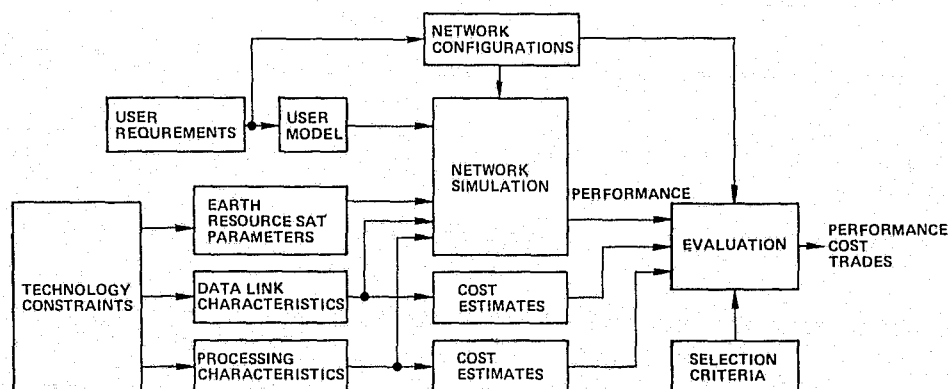 NETWORK
CONFIGURATIONS
USER
REQUREMENTS
USER
MODEL
NETWORK
SIMULATION
PERFORMANCE
EARTH
RESOURCE SAT
PARAMETERS
EVALUATION
PERFORMANCE
COST
TRADES
TECHNOLOGY
CONSTRAINTS
DATA LINK
CHARACTERISTICS
COST
ESTIMATES
PROCESSING
CHARACTERISTICS
COST
ESTIMATES
SELECTION
CRITERIA